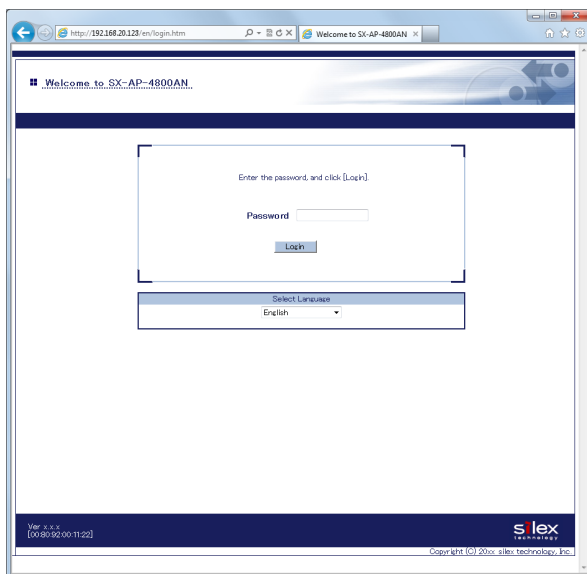 http://192.168.20.123/en/login.htm
Welcome to SX-AP-4800AN
Welcome to SX-AP-4800AN
Enter the password, and click [Login].
Password
Login
Select Language
English
Ver x.x.x
[00:80:92:00:11:22]
silex
technology
Copyright (C) 20xx silex technology, Inc.